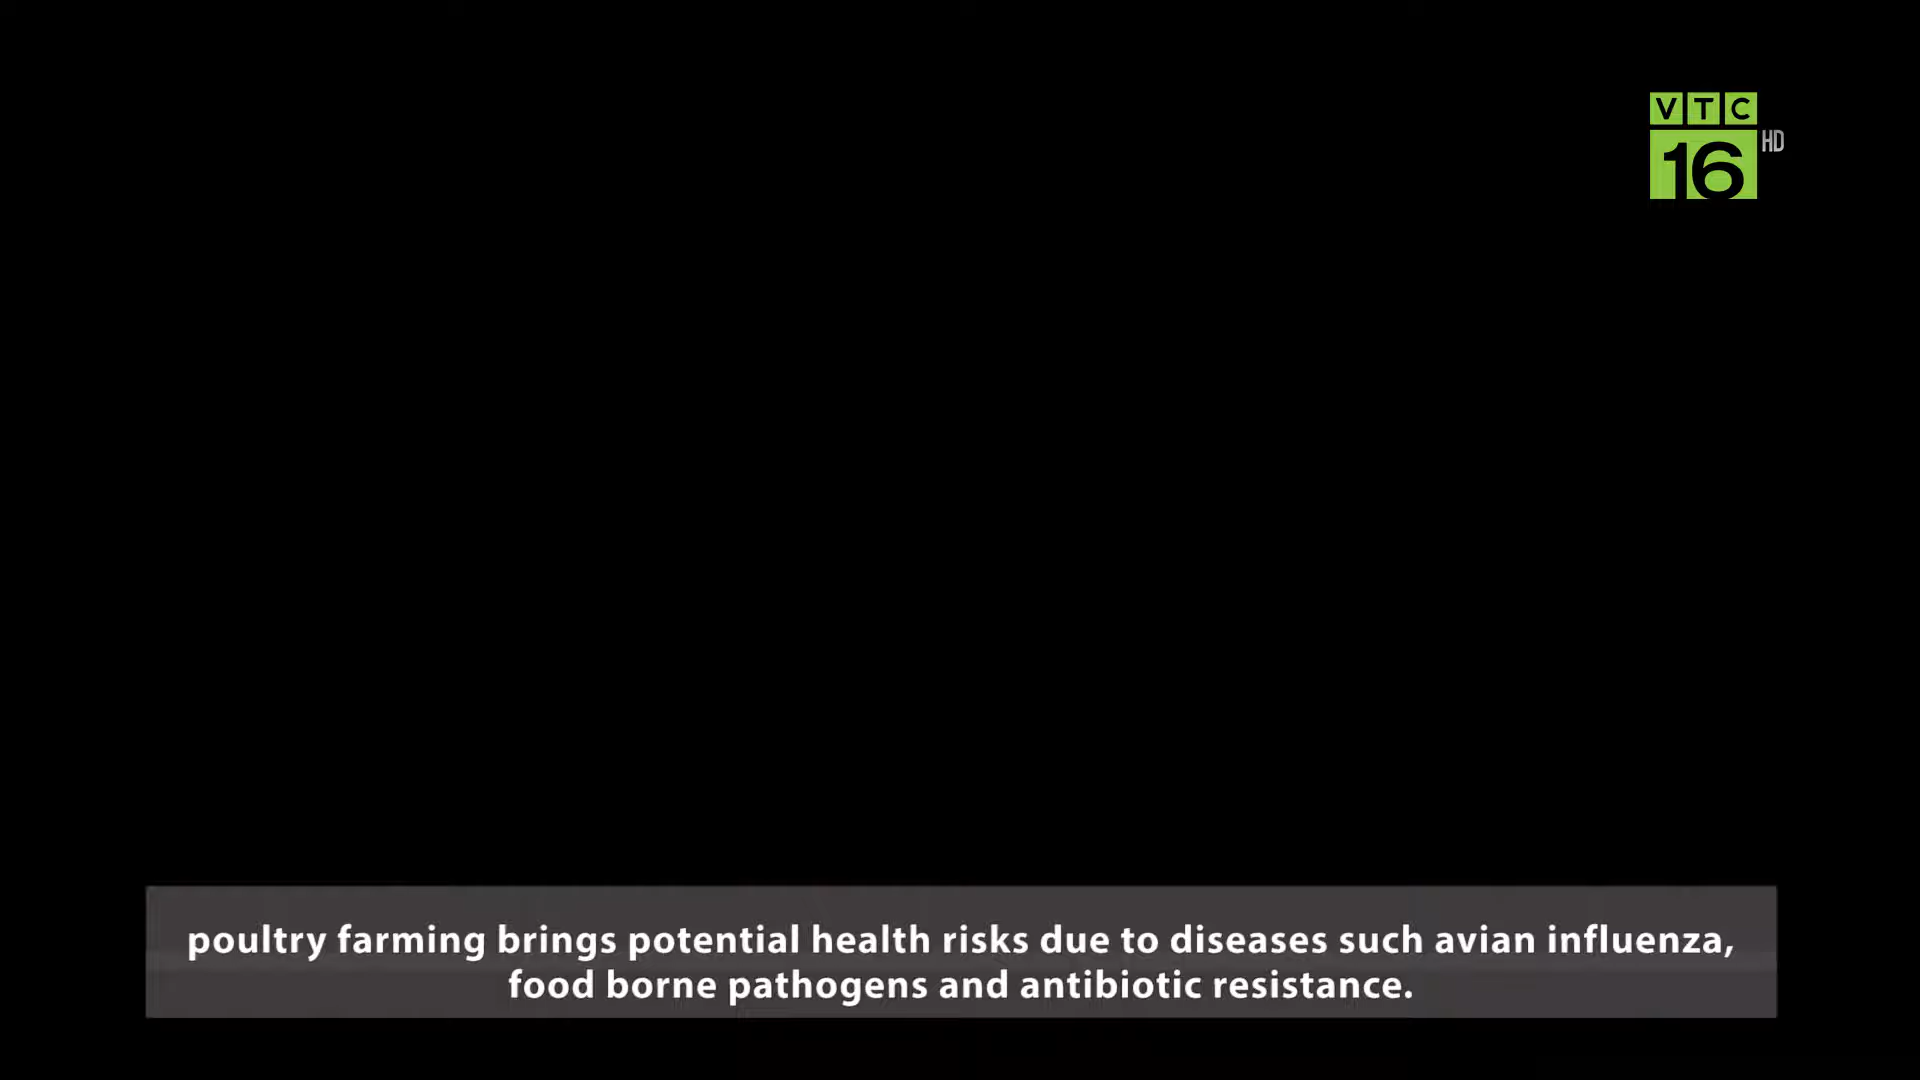 VTC
16 HD
poultry farming brings potential health risks due to diseases such avian influenza,
food borne pathogens and antibiotic resistance.